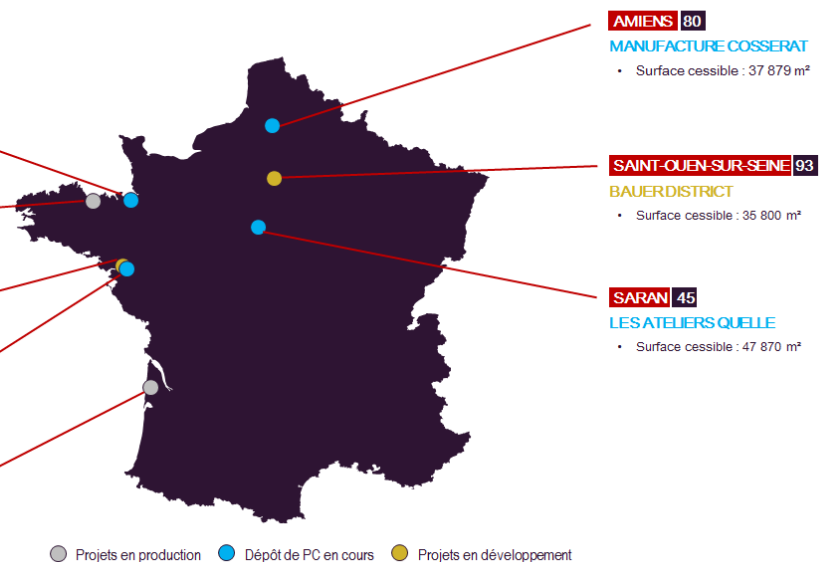 AMIENS 80
MANUFACTURE COSSERAT
• Surface cessible : 37 879 m²
SAINT-OUEN-SUR-SEINE 93
BAUER DISTRICT
• Surface cessible : 35 800 m²
SARAN 45
LES ATELIERS QUELLE
• Surface cessible : 47 870 m²
Projets en production Dépôt de PC en cours Projets en développement